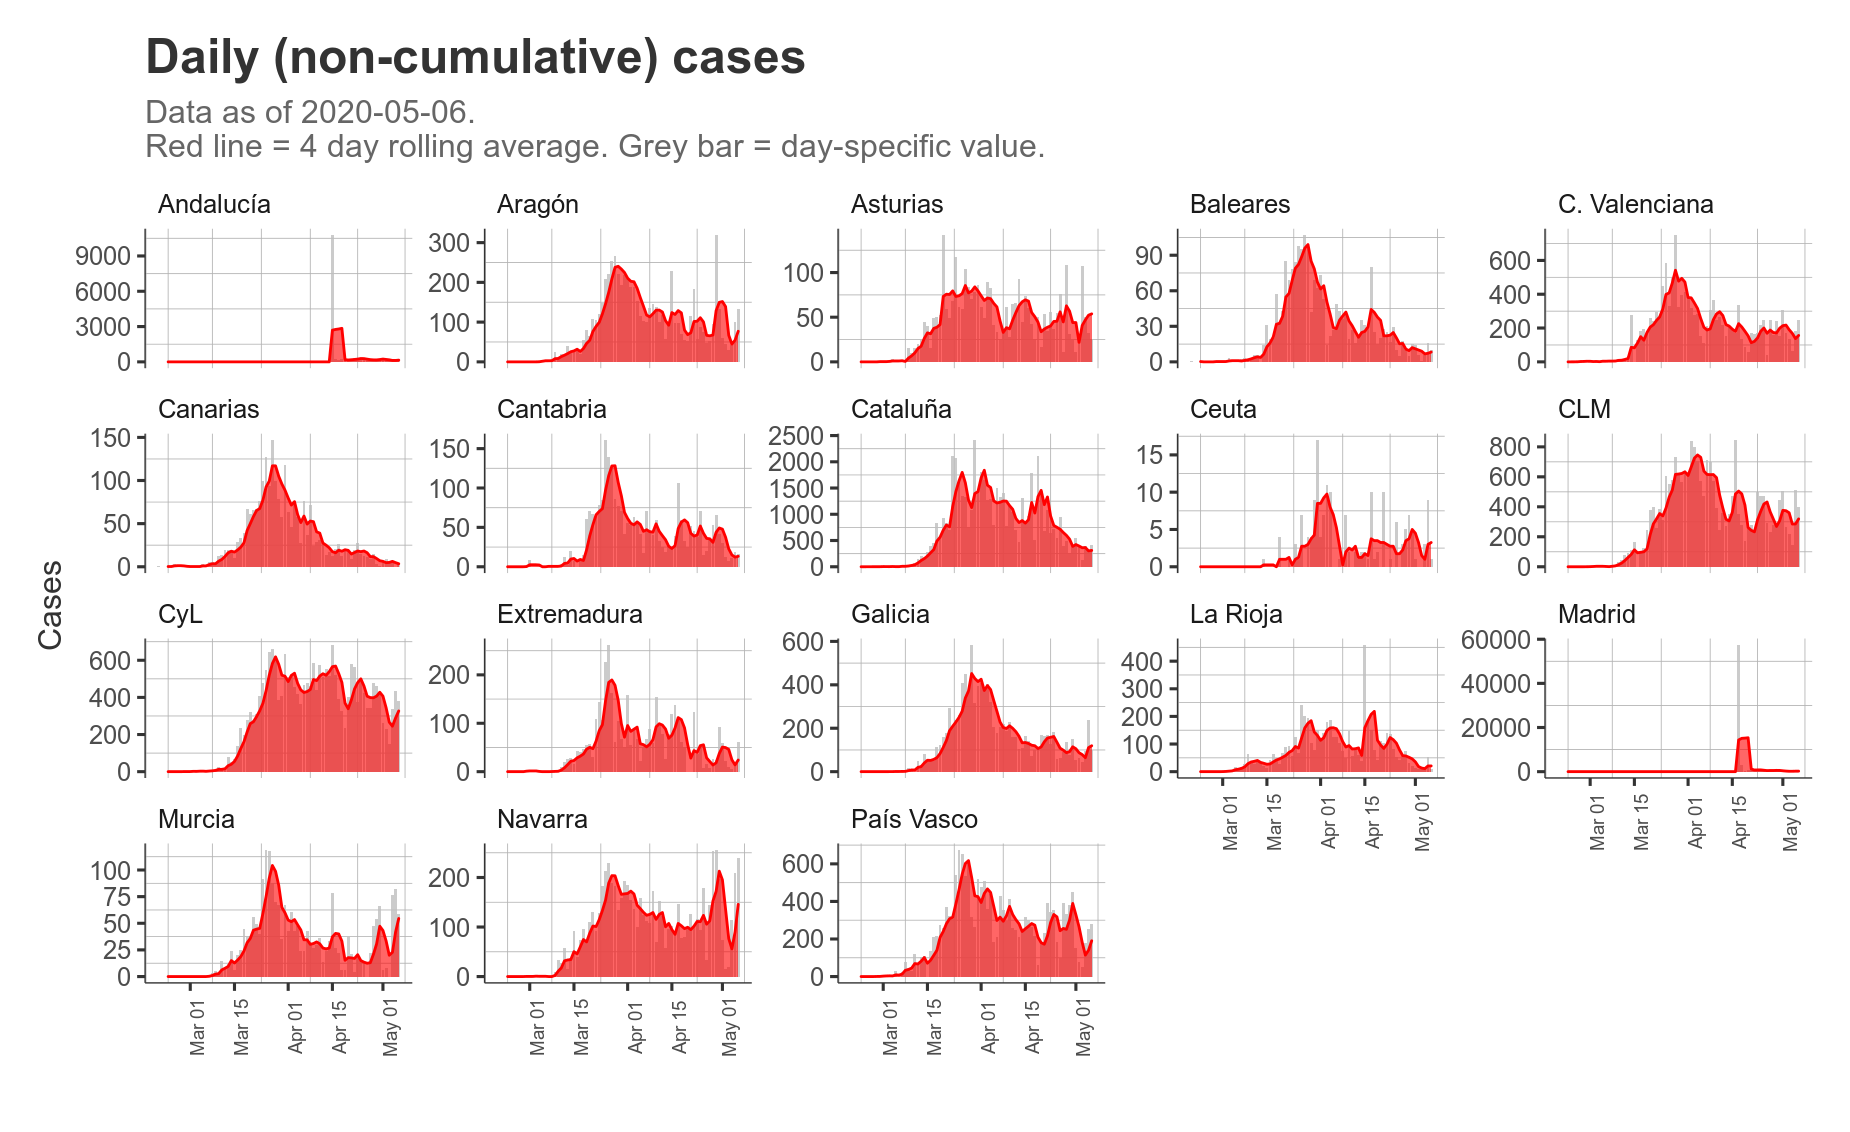 Daily (non-cumulative) cases
Data as of 2020-05-06.
Red line = 4 day rolling average. Grey bar = day-specific value.
Cases
Andalucía
9000
6000
3000
0
Aragón
300
200
100
0
Asturias
100
50
0
Baleares
90
60
30
0
C. Valenciana
600
400
200
0
Canarias
150
100
50
0
Cantabria
150
100
50
0
Cataluña
2500
2000
1500
1000
500
0
Ceuta
15
10
5
0
CLM
800
600
400
200
0
CyL
600
400
200
0
Extremadura
200
100
0
Galicia
600
400
200
0
La Rioja
400
300
200
100
0
Mar 01
Mar 15
Apr 01
Apr 15
May 01
Madrid
60000
40000
20000
0
Mar 01
Mar 15
Apr 01
Apr 15
May 01
Murcia
100
75
50
25
0
Mar 01
Mar 15
Apr 01
Apr 15
May 01
Navarra
200
100
0
Mar 01
Mar 15
Apr 01
Apr 15
May 01
País Vasco
600
400
200
0
Mar 01
Mar 15
Apr 01
Apr 15
May 01